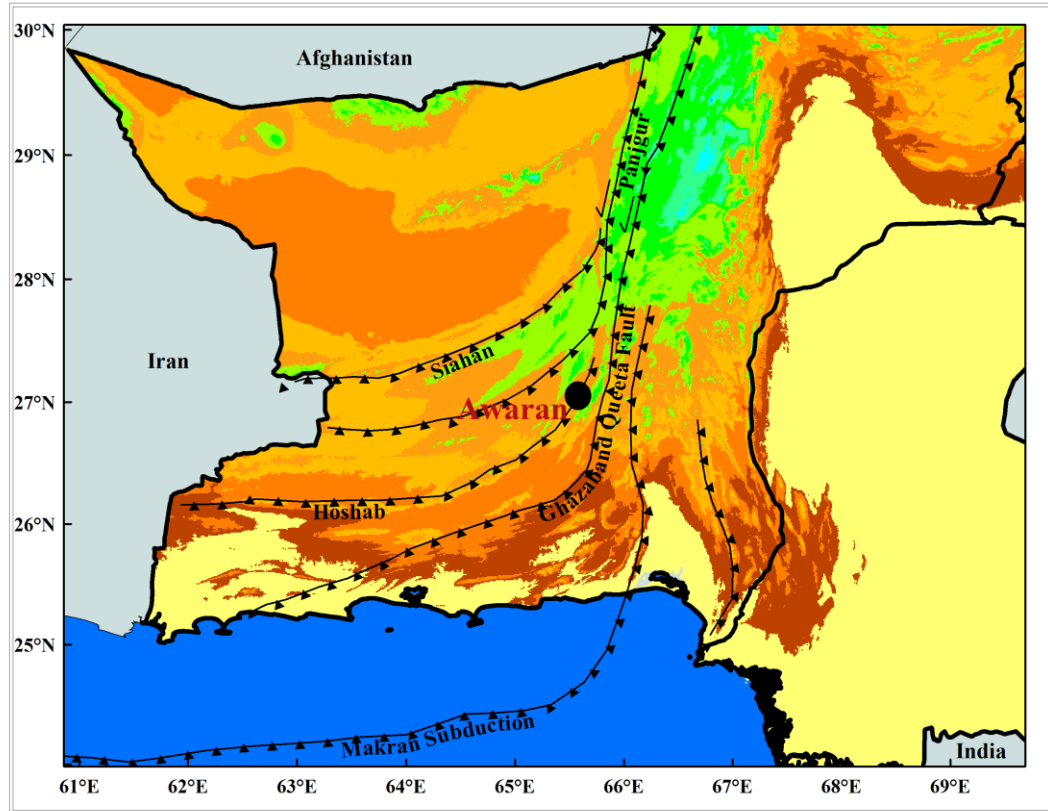 30°N
Afghanistan
Panjgur
29°N
28°N
Iran
Siahan
27°N
Awaran
Ghazaband Queeta Fault
Hoshab
26°N
25°N
Makran Subduction
India
61°E 62°E 63°E 64°E 65°E 66°E 67°E 68°E 69°E